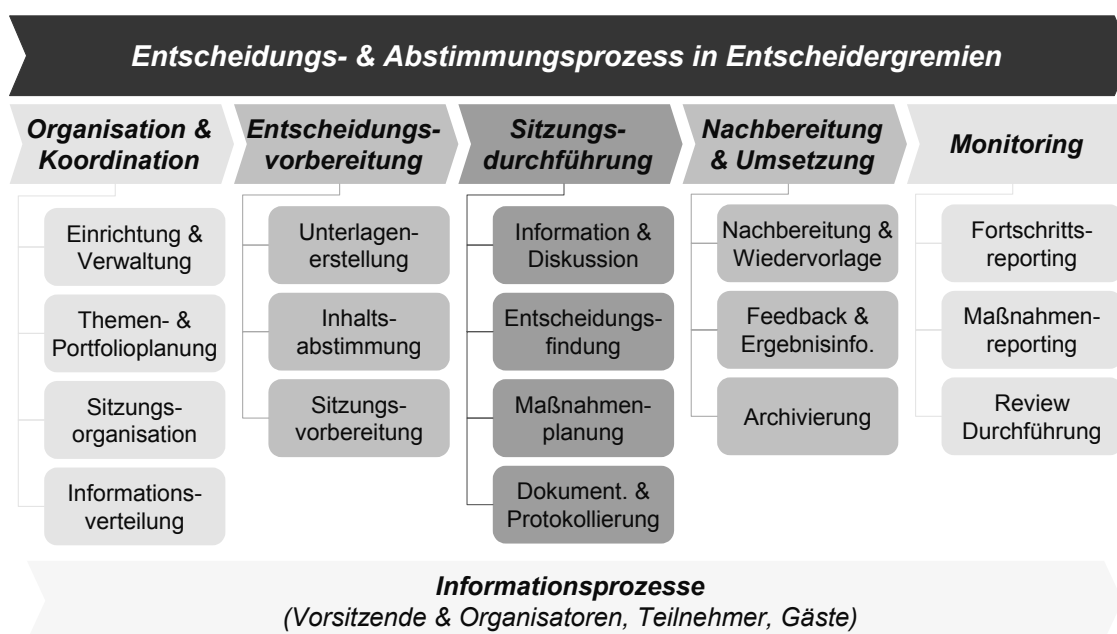 Entscheidungs- & Abstimmungsprozess in Entscheidergremien
Organisation &
Koordination
Entscheidungs-
vorbereitung
Sitzungs-
durchführung
Nachbereitung
& Umsetzung
Monitoring
Einrichtung &
Verwaltung
Themen- &
Portfolioplanung
Sitzungs-
organisation
Informations-
verteilung
Unterlagen-
erstellung
Inhalts-
abstimmung
Sitzungs-
vorbereitung
Information &
Diskussion
Entscheidungs-
findung
Maßnahmen-
planung
Dokument. &
Protokollierung
Nachbereitung &
Wiedervorlage
Feedback &
Ergebnisinfo.
Archivierung
Fortschritts-
reporting
Maßnahmen-
reporting
Review
Durchführung
Informationsprozesse
(Vorsitzende & Organisatoren, Teilnehmer, Gäste)